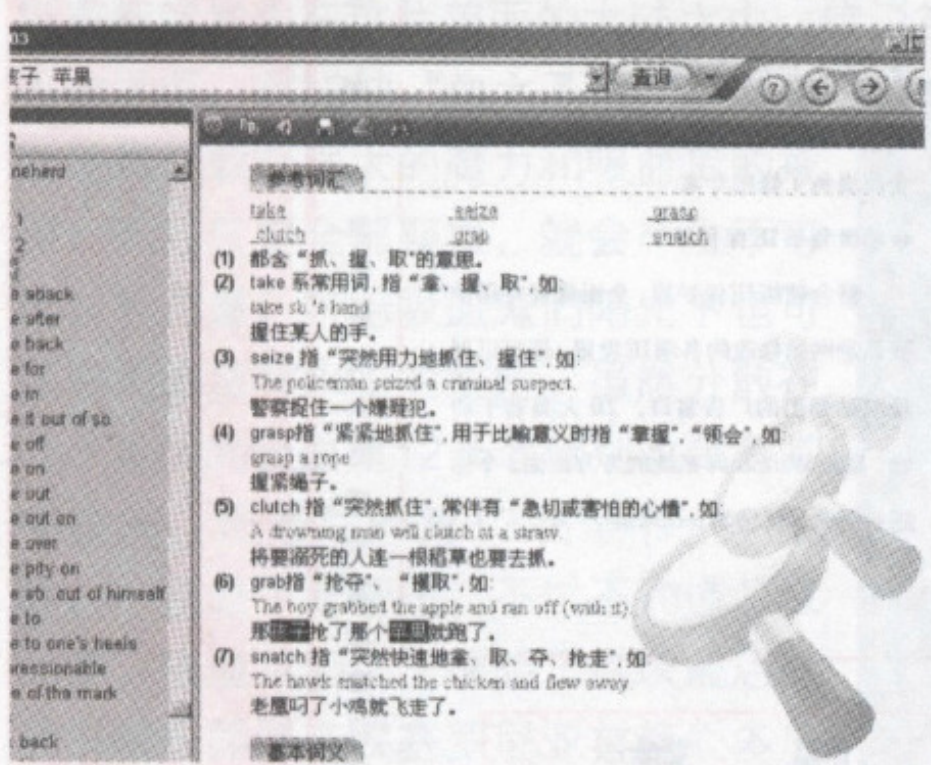 03
孩子 苹果 查询
neherd
2
e aback
e after
e back
e for
e in
e it out of sb
e off
e on
e out
e out on
e over
e pity on
e sb. out of himself
e to
e to one's heels
ressionable
e of the mark
back
参考词汇
take seize grasp
clutch grab snatch
(1) 都含“抓、握、取”的意思。
(2) take 系常用词,指“拿、握、取”,如:
take sb.'s hand
握住某人的手。
(3) seize 指“突然用力地抓住、握住”,如:
The policeman seized a criminal suspect.
警察捉住一个嫌疑犯。
(4) grasp指“紧紧地抓住”,用于比喻意义时指“掌握”,“领会”,如:
grasp a rope
握紧绳子。
(5) clutch 指“突然抓住”,常伴有“急切或害怕的心情”,如:
A drowning man will clutch at a straw.
将要溺死的人连一根稻草也要去抓。
(6) grab指“抢夺”、“攫取”,如:
The boy grabbed the apple and ran off (with it).
那孩子抢了那个苹果就跑了。
(7) snatch 指“突然快速地拿、取、夺、抢走”,如:
The hawk snatched the chicken and flew away.
老鹰叼了小鸡就飞走了。
基本词义